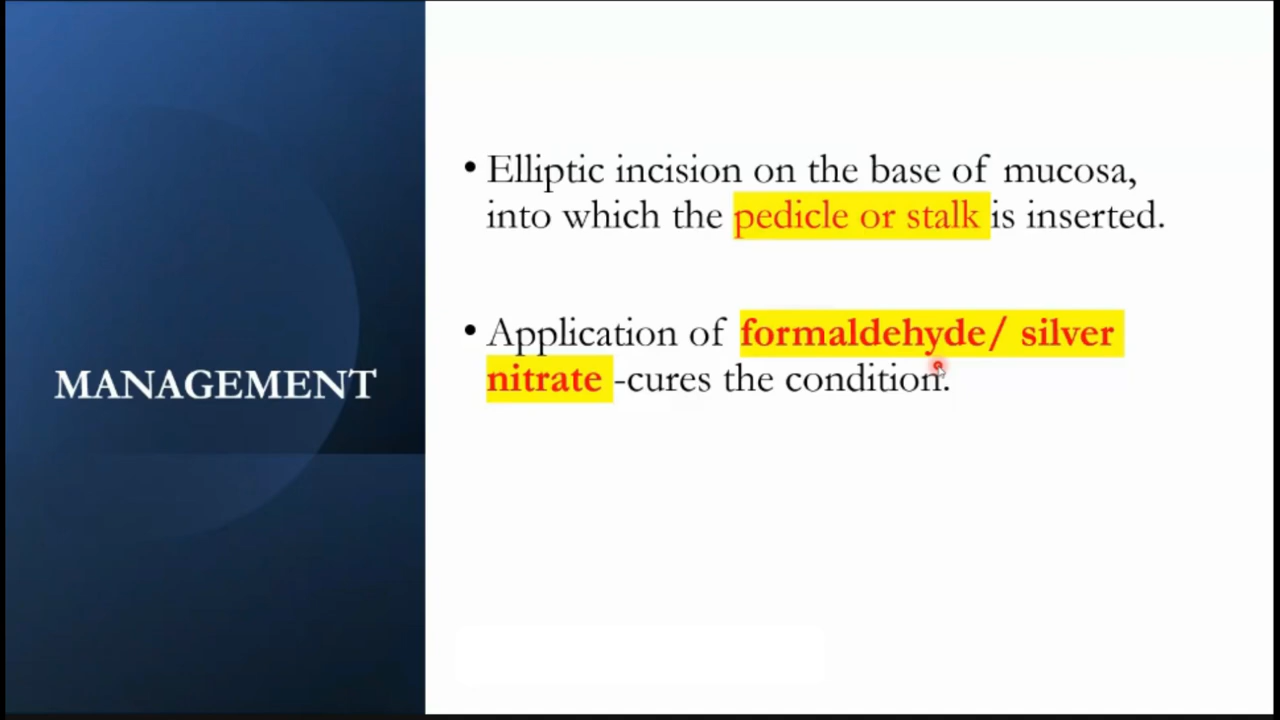 MANAGEMENT
• Elliptic incision on the base of mucosa,
into which the pedicle or stalk is inserted.
• Application of formaldehyde/ silver
nitrate -cures the condition.